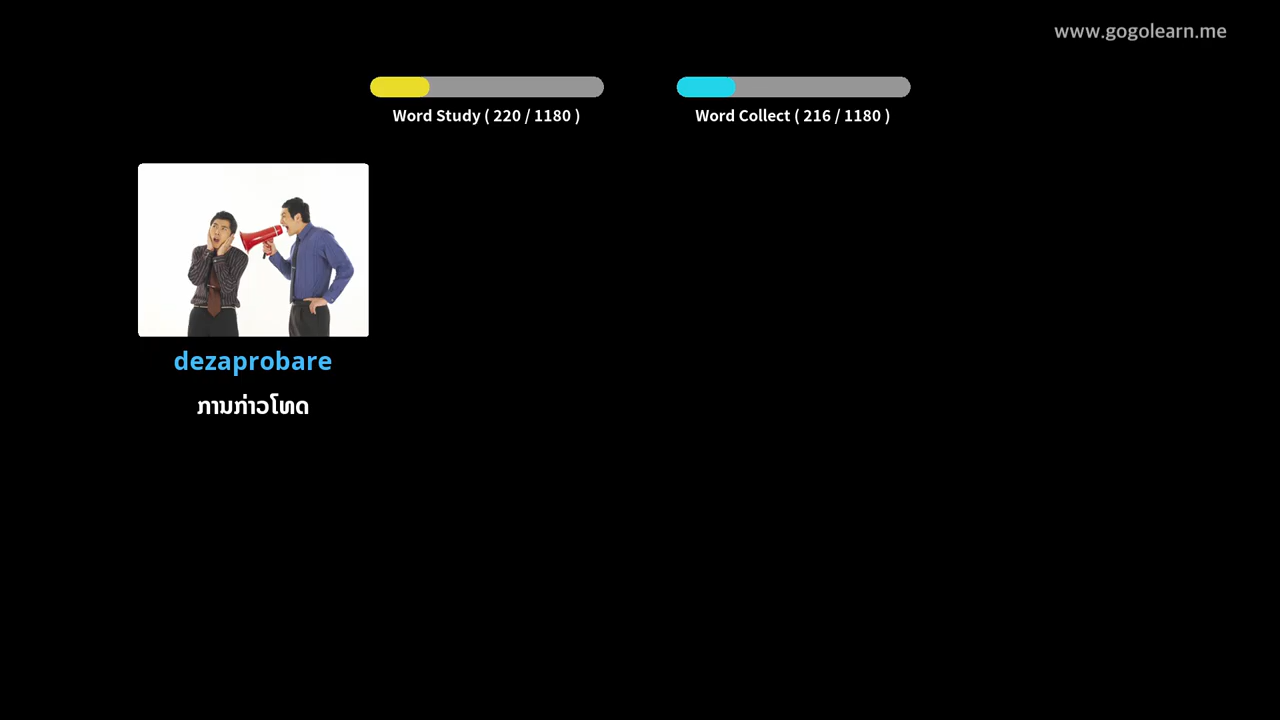 www.gogolearn.me
Word Study ( 220 / 1180 )
Word Collect ( 216 / 1180 )
dezaprobare
ການກ່າວໂທດ